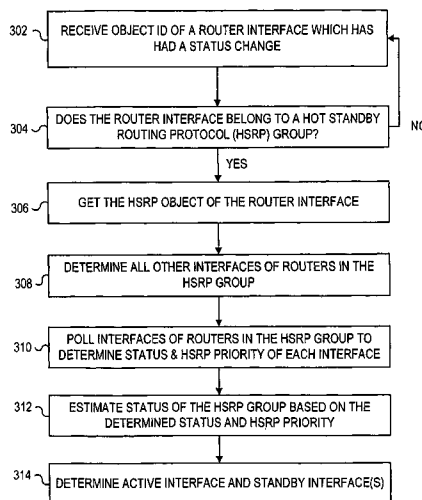 302
RECEIVE OBJECT ID OF A ROUTER INTERFACE WHICH HAS
HAD A STATUS CHANGE
304
DOES THE ROUTER INTERFACE BELONG TO A HOT STANDBY
ROUTING PROTOCOL (HSRP) GROUP?
NO
YES
306
GET THE HSRP OBJECT OF THE ROUTER INTERFACE
308
DETERMINE ALL OTHER INTERFACES OF ROUTERS IN THE
HSRP GROUP
310
POLL INTERFACES OF ROUTERS IN THE HSRP GROUP TO
DETERMINE STATUS & HSRP PRIORITY OF EACH INTERFACE
312
ESTIMATE STATUS OF THE HSRP GROUP BASED ON THE
DETERMINED STATUS AND HSRP PRIORITY
314
DETERMINE ACTIVE INTERFACE AND STANDBY INTERFACE(S)